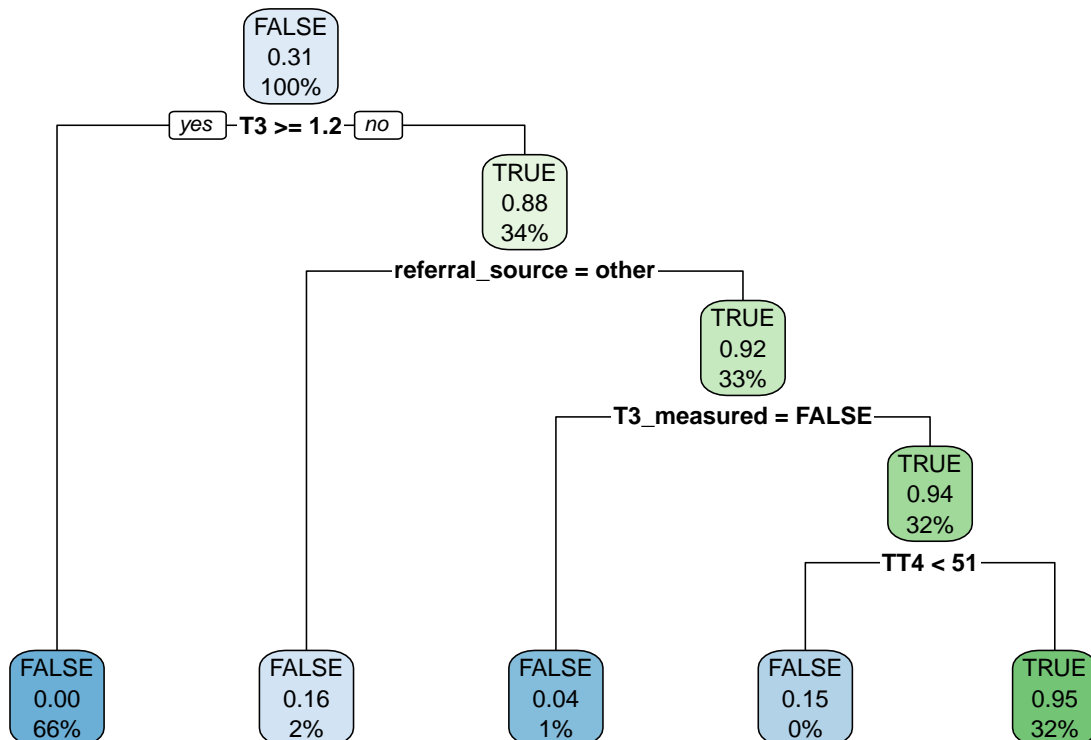 FALSE
0.31
100%
yes T3 >= 1.2 no
TRUE
0.88
34%
referral_source = other
TRUE
0.92
33%
T3_measured = FALSE
TRUE
0.94
32%
TT4 < 51
FALSE
0.00
66%
FALSE
0.16
2%
FALSE
0.04
1%
FALSE
0.15
0%
TRUE
0.95
32%